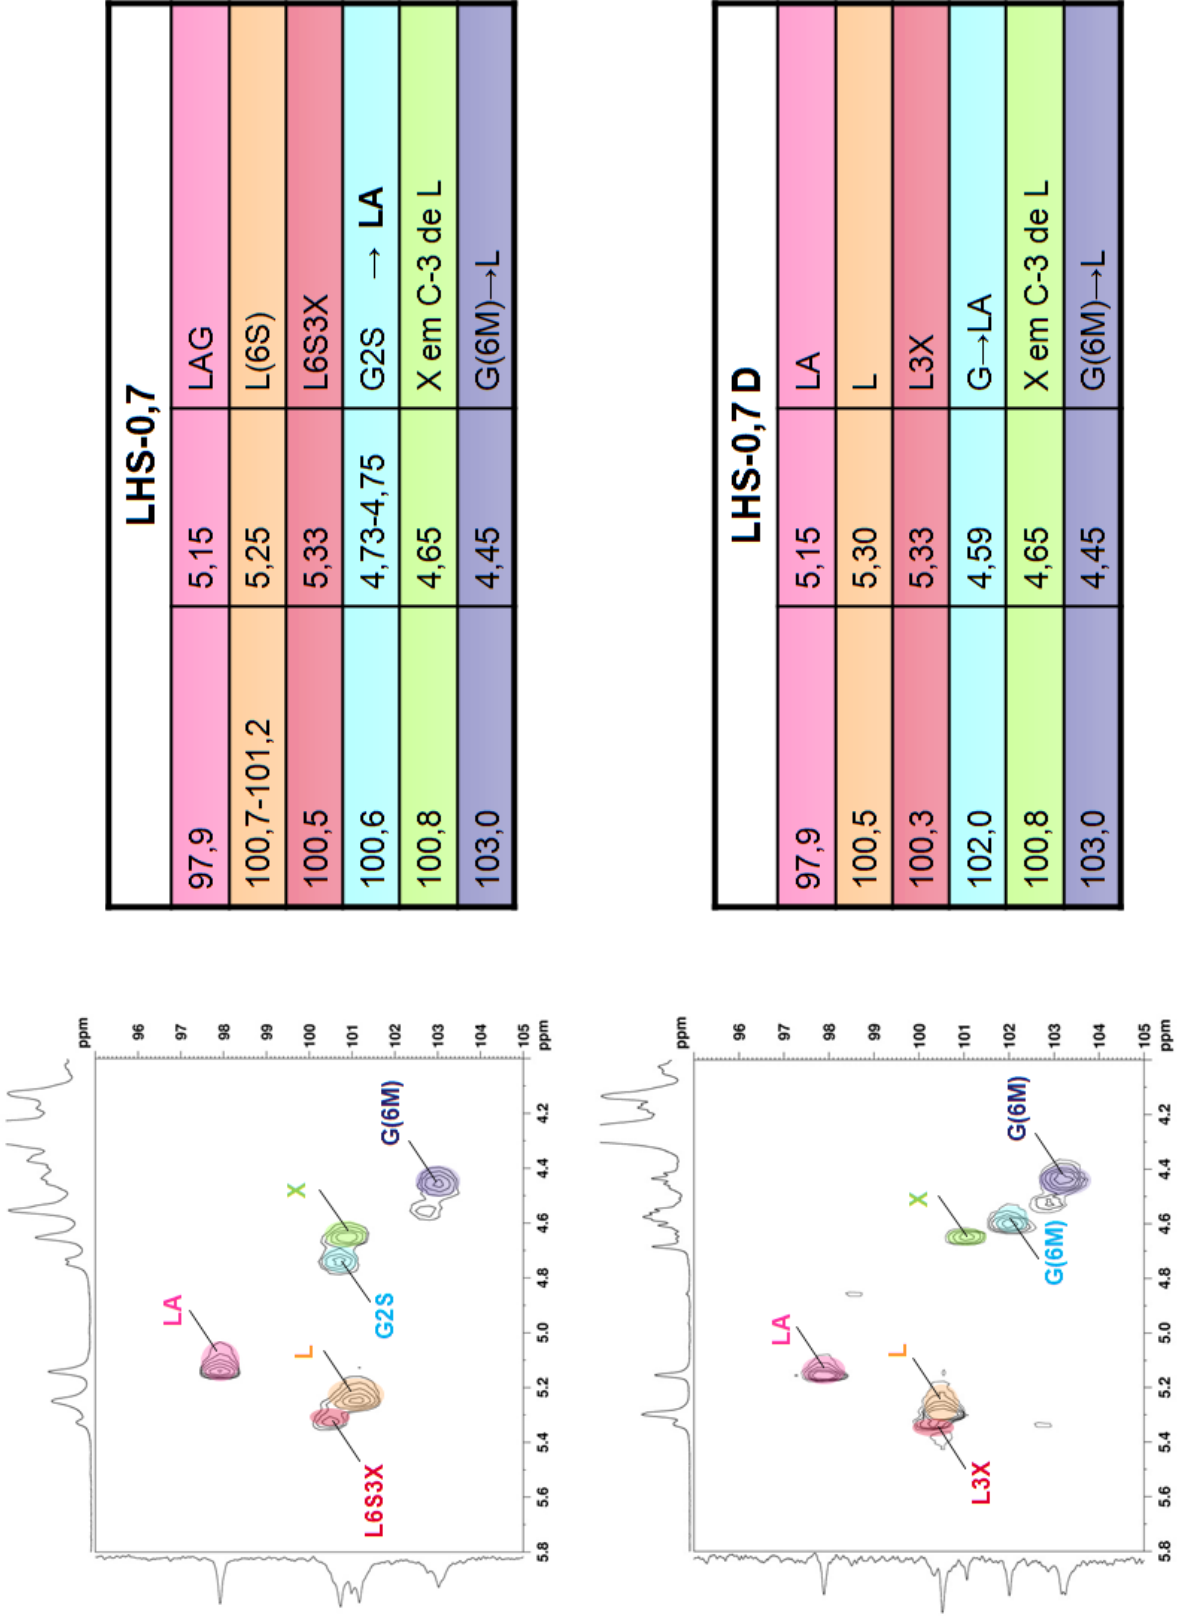 ppm
96
97
98
99
100
101
102
103
104
105
ppm
5.8
5.6
5.4
5.2
5.0
4.8
4.6
4.4
4.2
LA
L
L6S3X
X
G2S
G(6M)
LHS-0,7
97,9 5,15 LAG
100,7-101,2 5,25 L(6S)
100,5 5,33 L6S3X
100,6 4,73-4,75 G2S → LA
100,8 4,65 X em C-3 de L
103,0 4,45 G(6M)→L
ppm
96
97
98
99
100
101
102
103
104
105
ppm
5.8
5.6
5.4
5.2
5.0
4.8
4.6
4.4
4.2
LA
L
L3X
X
G(6M)
G(6M)
LHS-0,7 D
97,9 5,15 LA
100,5 5,30 L
100,3 5,33 L3X
102,0 4,59 G→LA
100,8 4,65 X em C-3 de L
103,0 4,45 G(6M)→L